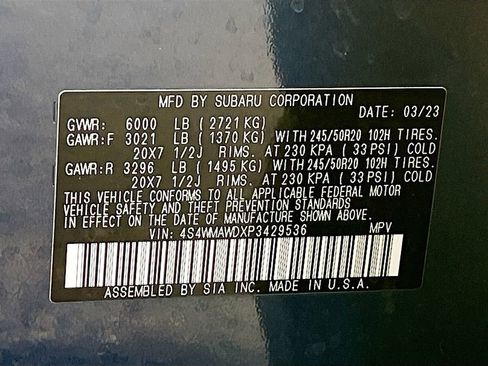 MFD BY SUBARU CORPORATION
DATE: 03/23
GVWR: 6000 LB (2721 KG)
GAWR:F 3021 LB (1370 KG) WITH 245/50R20 102H TIRES.
20X7 1/2J RIMS. AT 230 KPA (33 PSI) COLD
GAWR:R 3296 LB (1495 KG) WITH 245/50R20 102H TIRES.
20X7 1/2J RIMS. AT 230 KPA (33 PSI) COLD
THIS VEHICLE CONFORMS TO ALL APPLICABLE FEDERAL MOTOR
VEHICLE SAFETY AND THEFT PREVENTION STANDARDS
IN EFFECT ON THE DATE OF MANUFACTURE SHOWN ABOVE.
VIN: 4S4WMAWDXP3429536 MPV
ASSEMBLED BY SIA INC. MADE IN U.S.A.